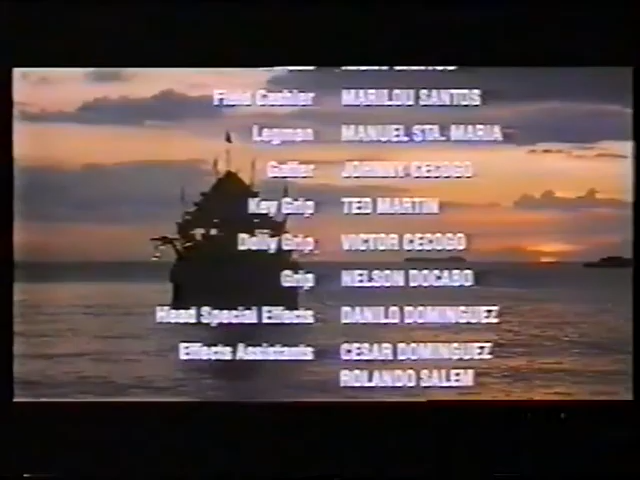 Field Cashier MARILOU SANTOS
Legman MANUEL STA. MARIA
Gaffer JOHNNY CECOGO
Key Grip TED MARTIN
Dolly Grip VICTOR CECOGO
Grip NELSON DOCABO
Head Special Effects DANILO DOMINGUEZ
Effects Assistants CESAR DOMINGUEZ
ROLANDO SALEM